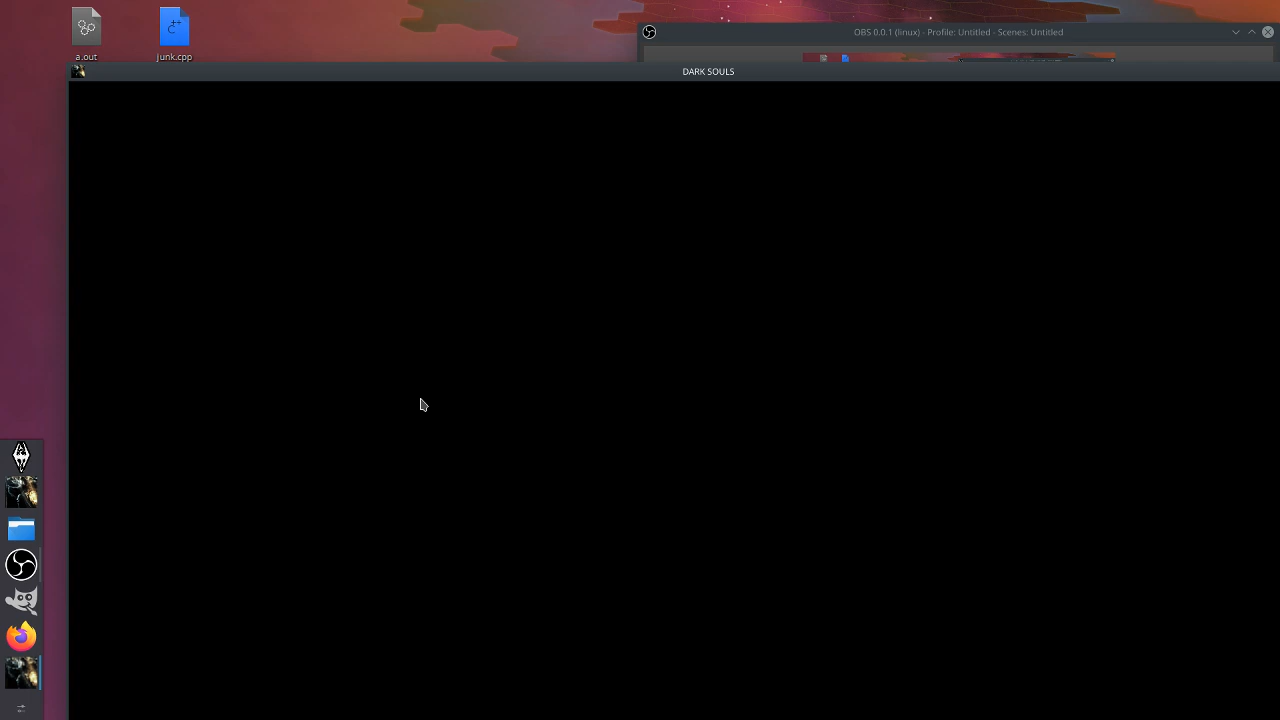 a.out
junk.cpp
OBS 0.0.1 (linux) - Profile: Untitled - Scenes: Untitled
DARK SOULS